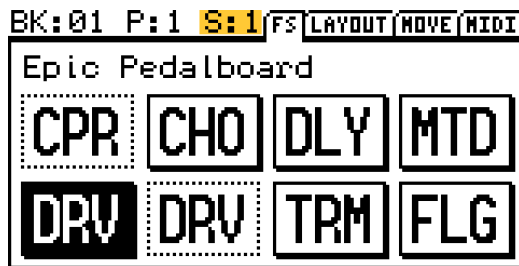 BK:01 P:1 S:1 FS LAYOUT MOVE MIDI
Epic Pedalboard
CPR CHO DLY MTD
DRV DRV TRM FLG